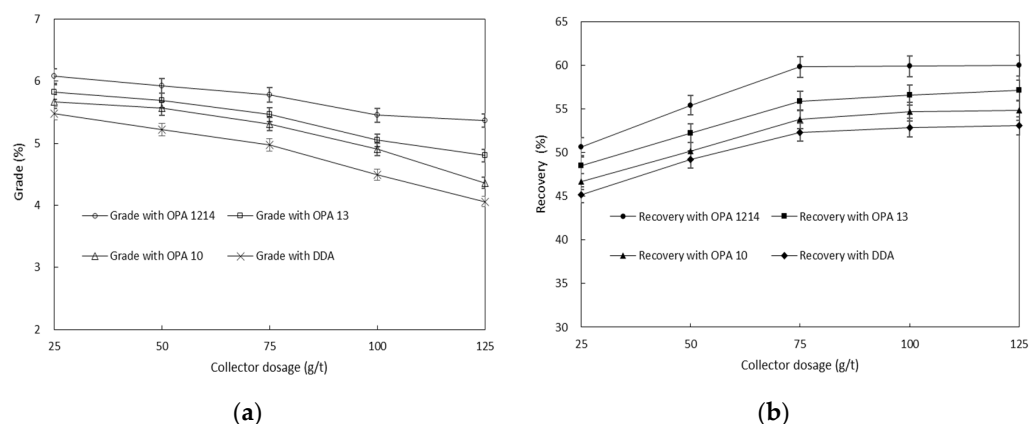 7
6
5
4
3
2
Grade (%)
Grade with OPA 1214
Grade with OPA 13
Grade with OPA 10
Grade with DDA
25 50 75 100 125
Collector dosage (g/t)
(a)
65
60
55
50
45
40
35
30
Recovery (%)
Recovery with OPA 1214
Recovery with OPA 13
Recovery with OPA 10
Recovery with DDA
25 50 75 100 125
Collector dosage (g/t)
(b)